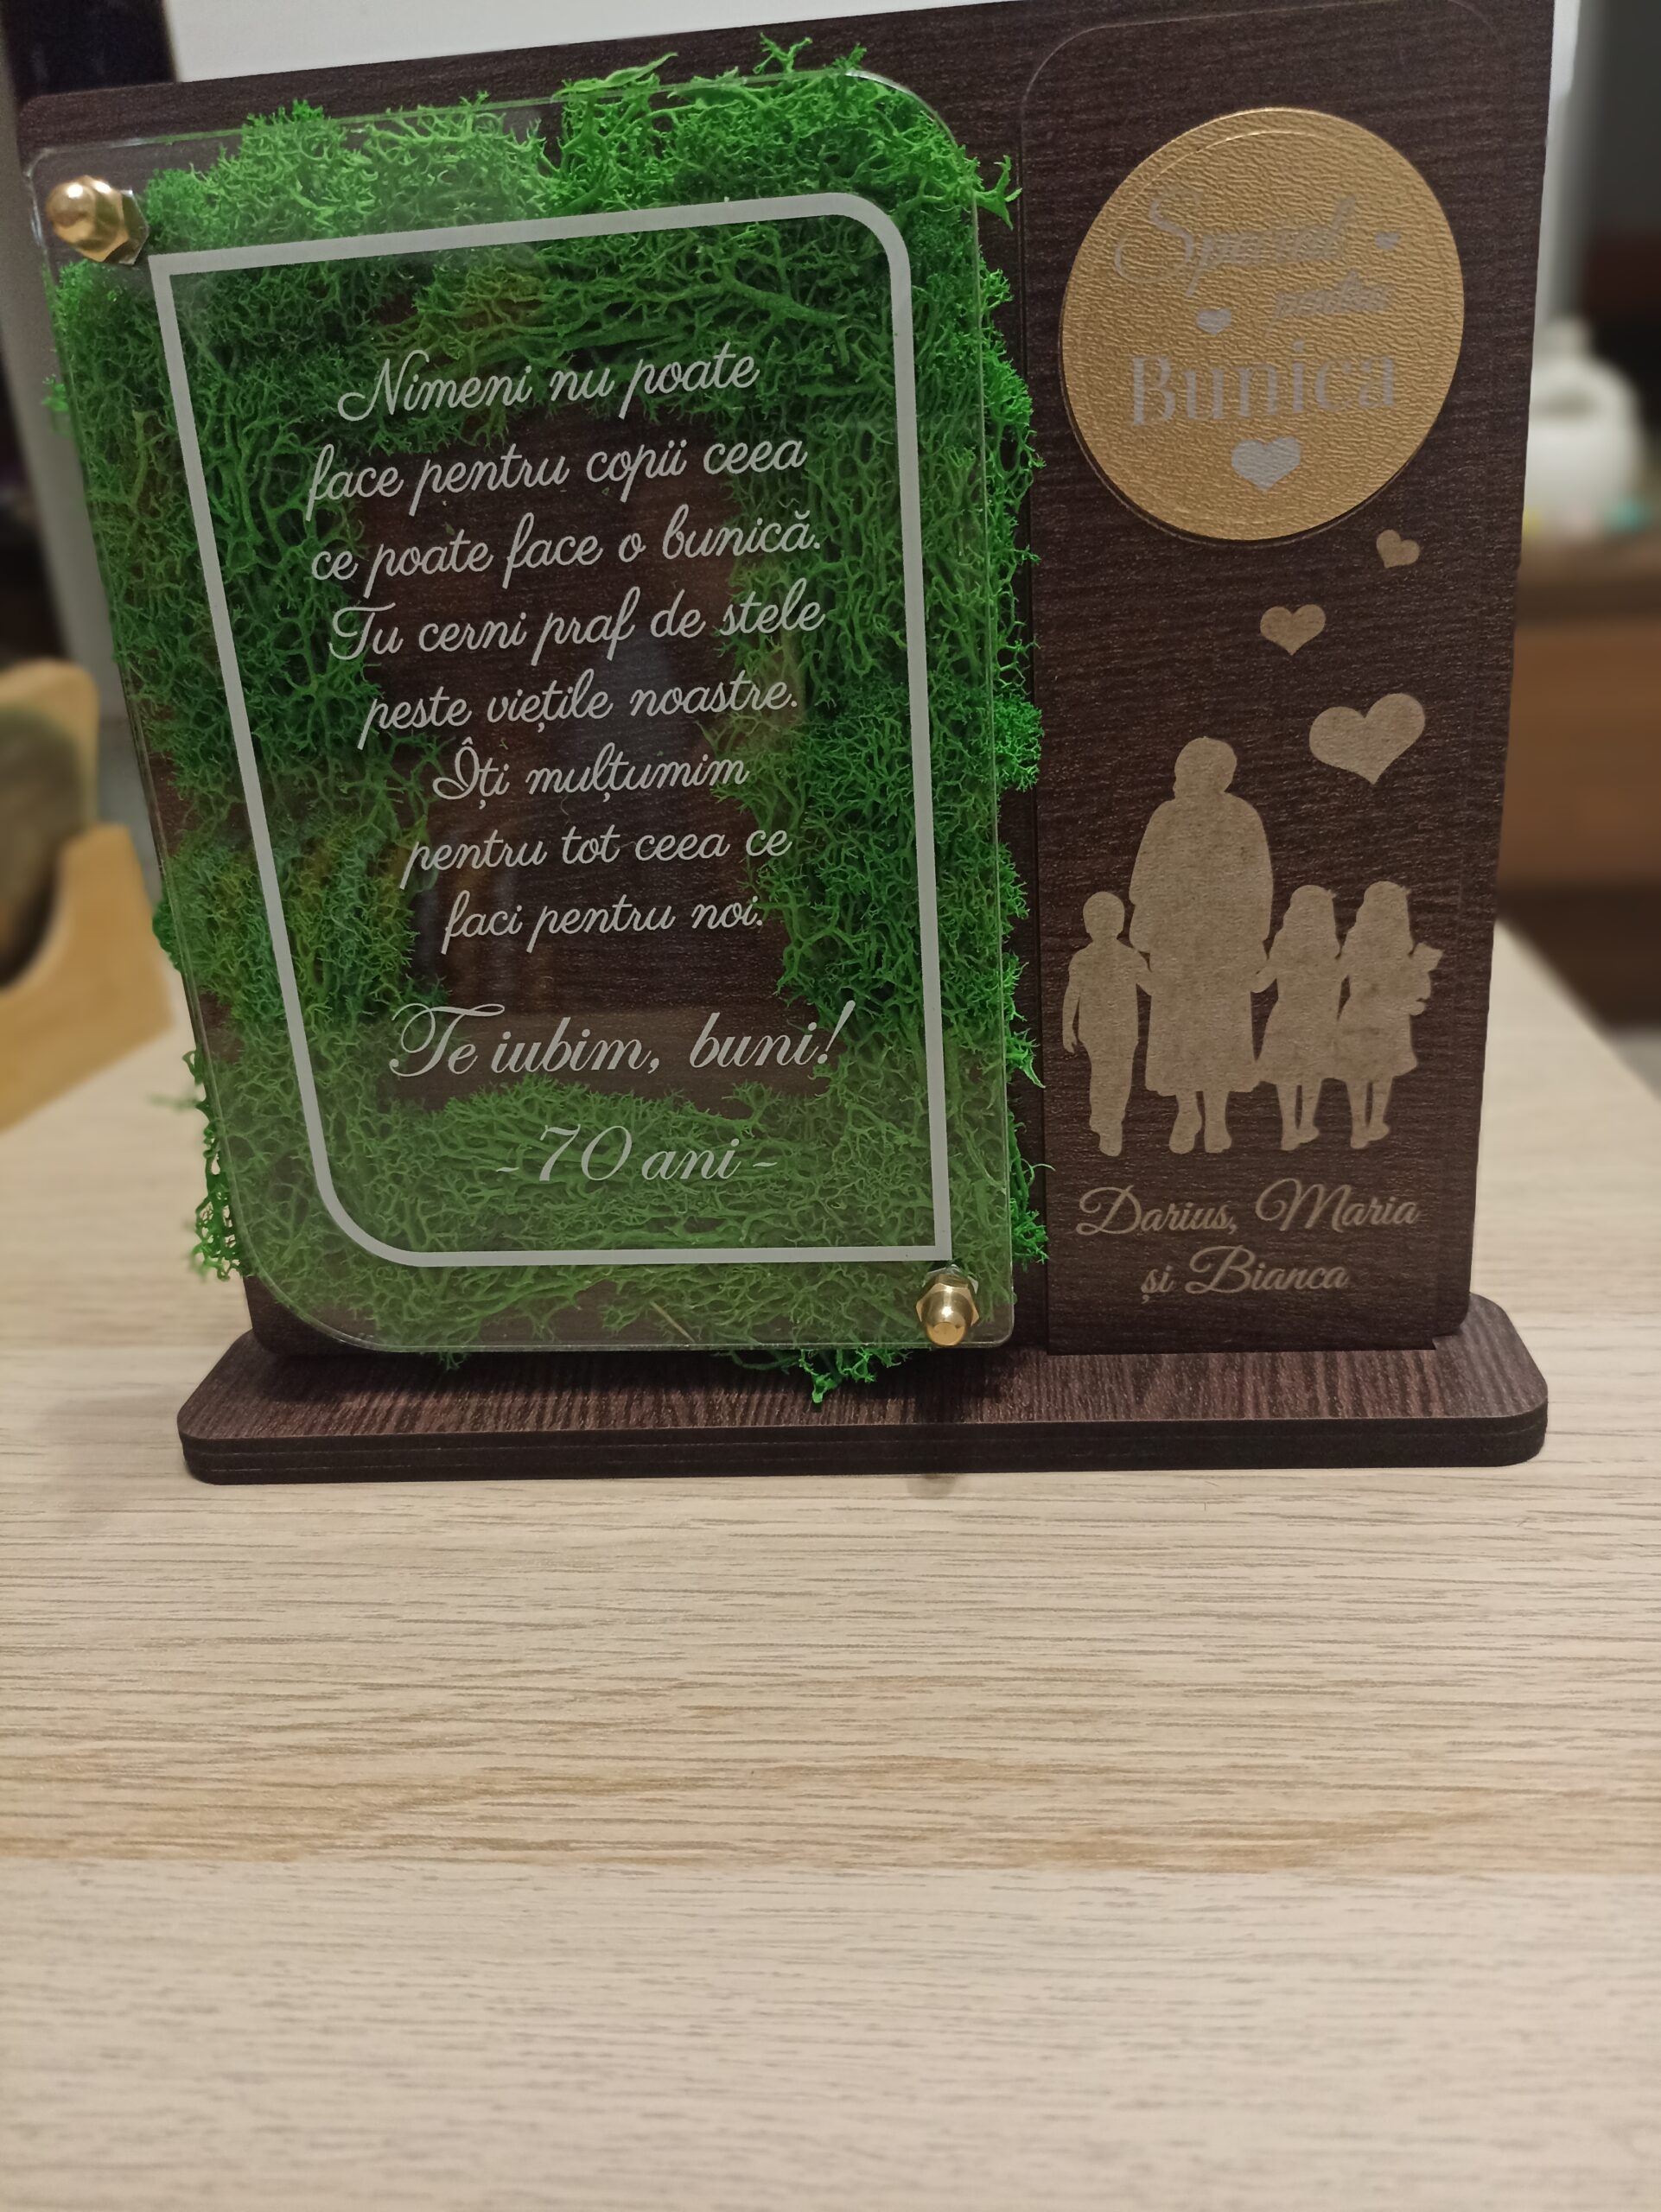 Nimeni nu poate
face pentru copii ceea
ce poate face o bunică.
Tu cerni praf de stele
peste viețile noastre.
Îți mulțumim
pentru tot ceea ce
faci pentru noi.
Te iubim, buni!
-70 ani-
Special
pentru
Bunica
Darius, Maria
și Bianca